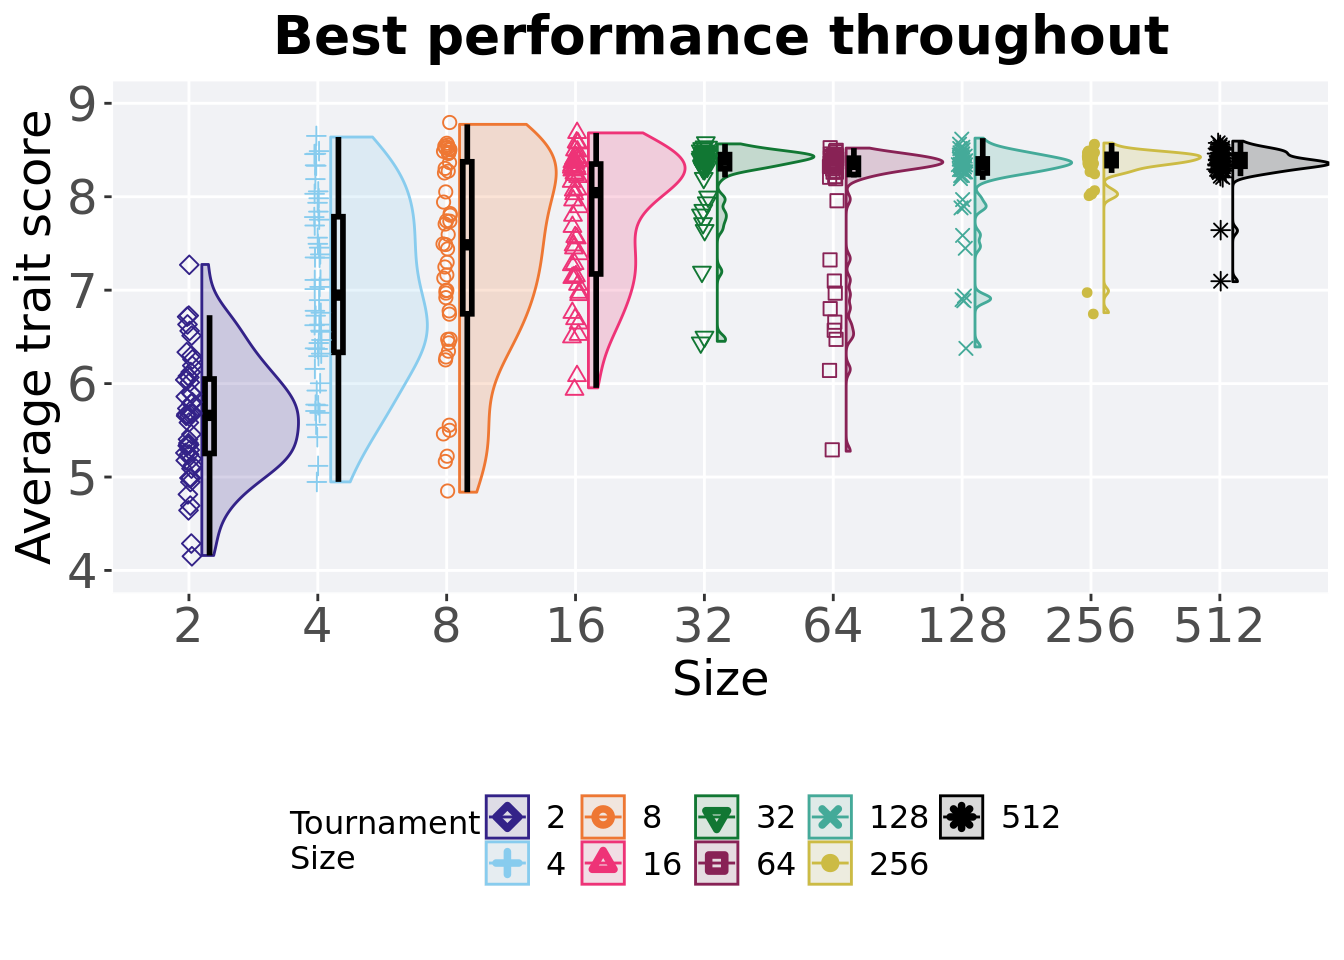 Best performance throughout
Average trait score
9
8
7
6
5
4
2 4 8 16 32 64 128 256 512
Size
Tournament
Size
2 8 32 128 512
4 16 64 256